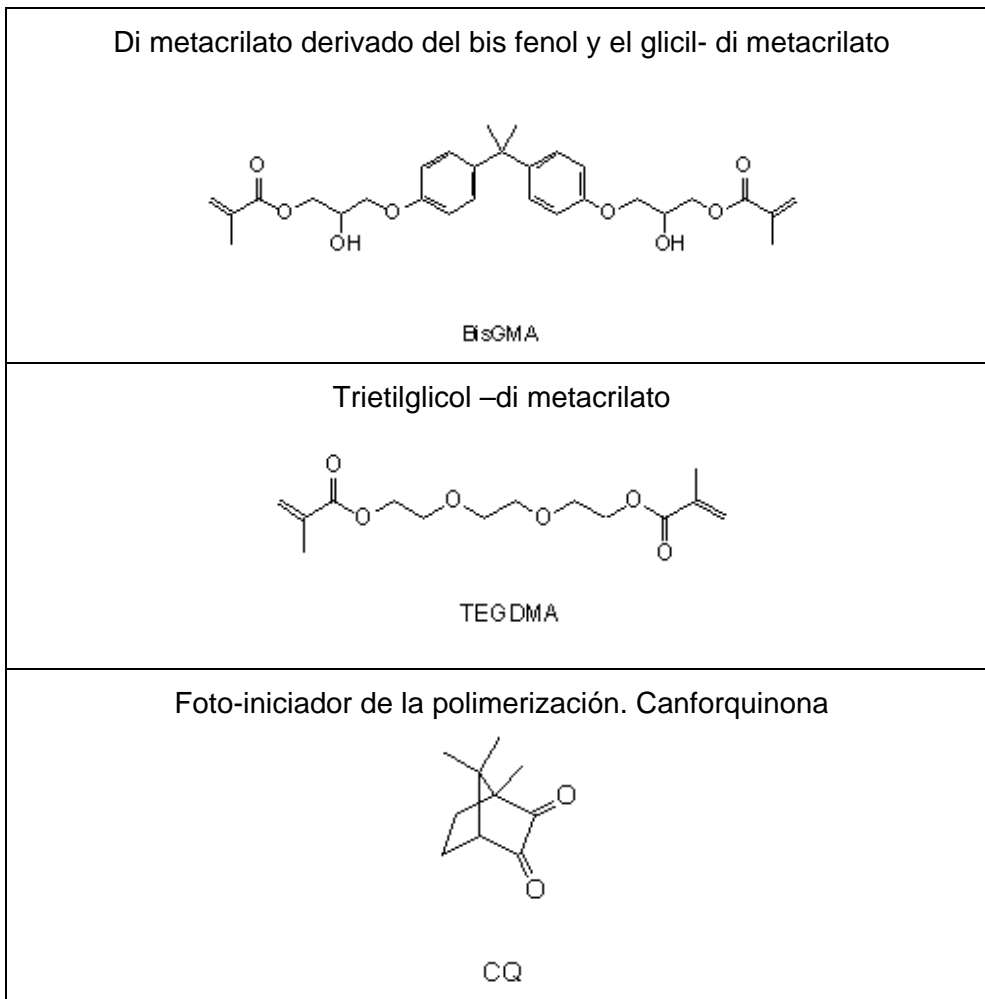 Di metacrilato derivado del bis fenol y el glicil- di metacrilato
O
O
O
O
O
O
OH
OH
BisGMA
Trietilglicol –di metacrilato
O
O
O
O
O
O
TEGDMA
Foto-iniciador de la polimerización. Canforquinona
O
O
CQ